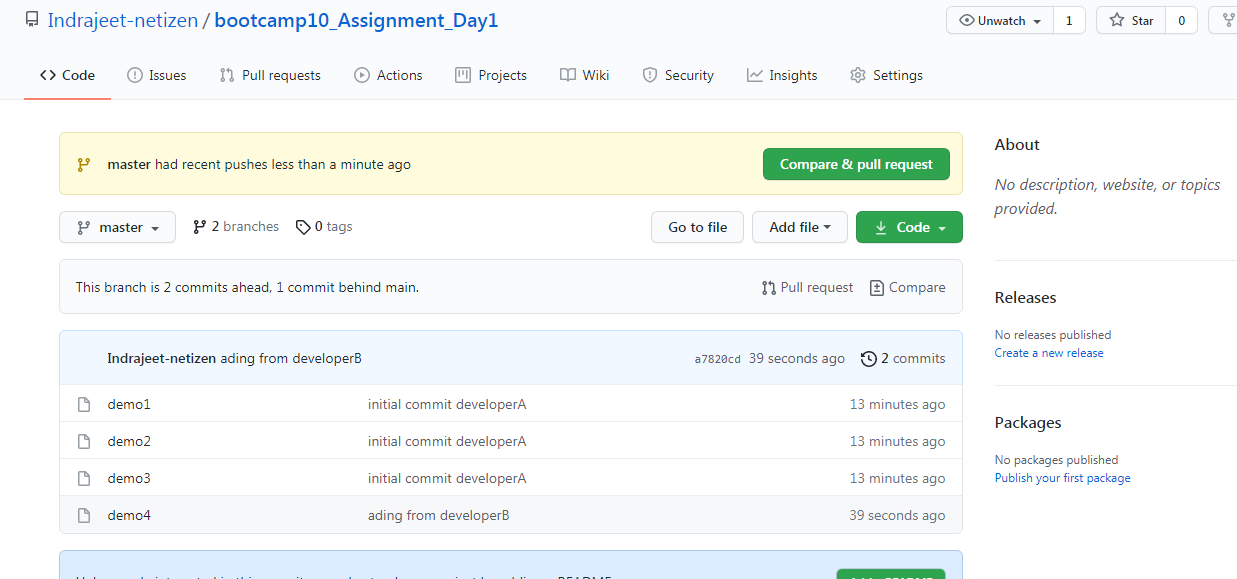 Indrajeet-netizen / bootcamp10_Assignment_Day1
Unwatch 1 Star 0
Code Issues Pull requests Actions Projects Wiki Security Insights Settings
master had recent pushes less than a minute ago Compare & pull request
master 2 branches 0 tags Go to file Add file Code
This branch is 2 commits ahead, 1 commit behind main. Pull request Compare
Indrajeet-netizen ading from developerB a7820cd 39 seconds ago 2 commits
demo1 initial commit developerA 13 minutes ago
demo2 initial commit developerA 13 minutes ago
demo3 initial commit developerA 13 minutes ago
demo4 ading from developerB 39 seconds ago
About
No description, website, or topics
provided.
Releases
No releases published
Create a new release
Packages
No packages published
Publish your first package